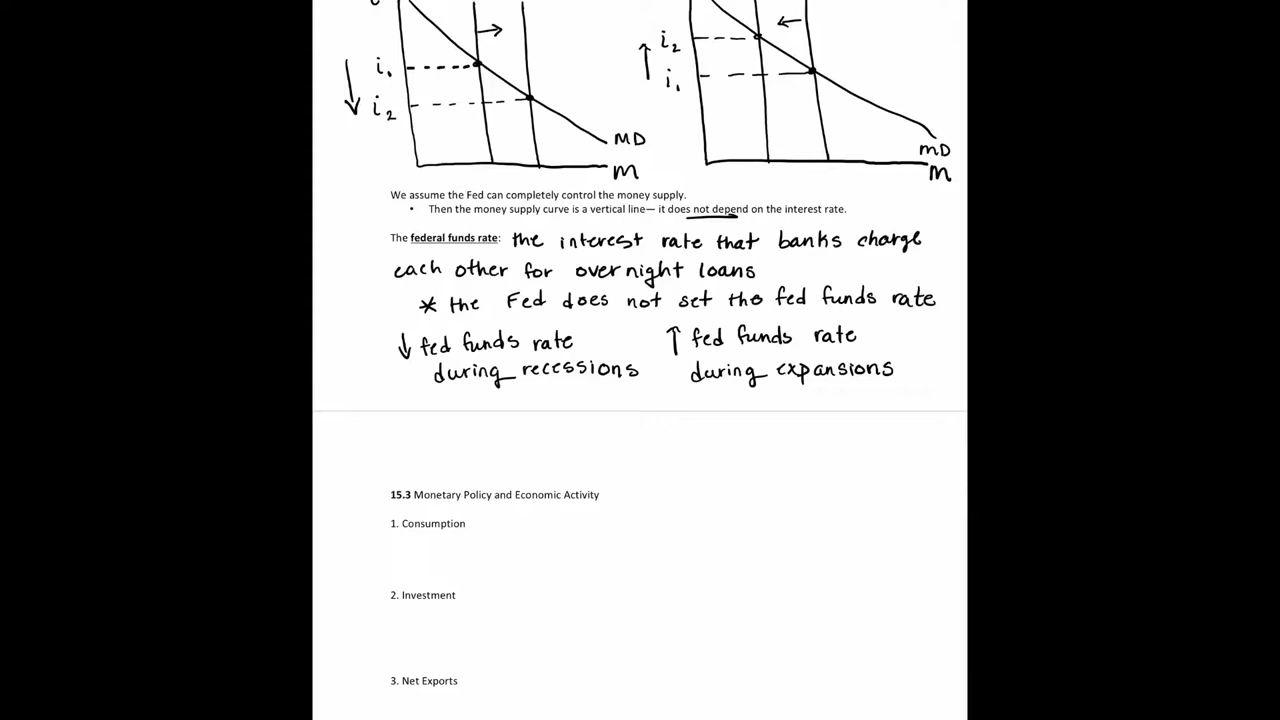 i₁
i₂
MD
M
i₂
i₁
MD
M
We assume the Fed can completely control the money supply.
• Then the money supply curve is a vertical line— it does not depend on the interest rate.
The federal funds rate: the interest rate that banks charge
each other for overnight loans
* the Fed does not set the fed funds rate
↓ fed funds rate
during recessions
↑ fed funds rate
during expansions
15.3 Monetary Policy and Economic Activity
1. Consumption
2. Investment
3. Net Exports